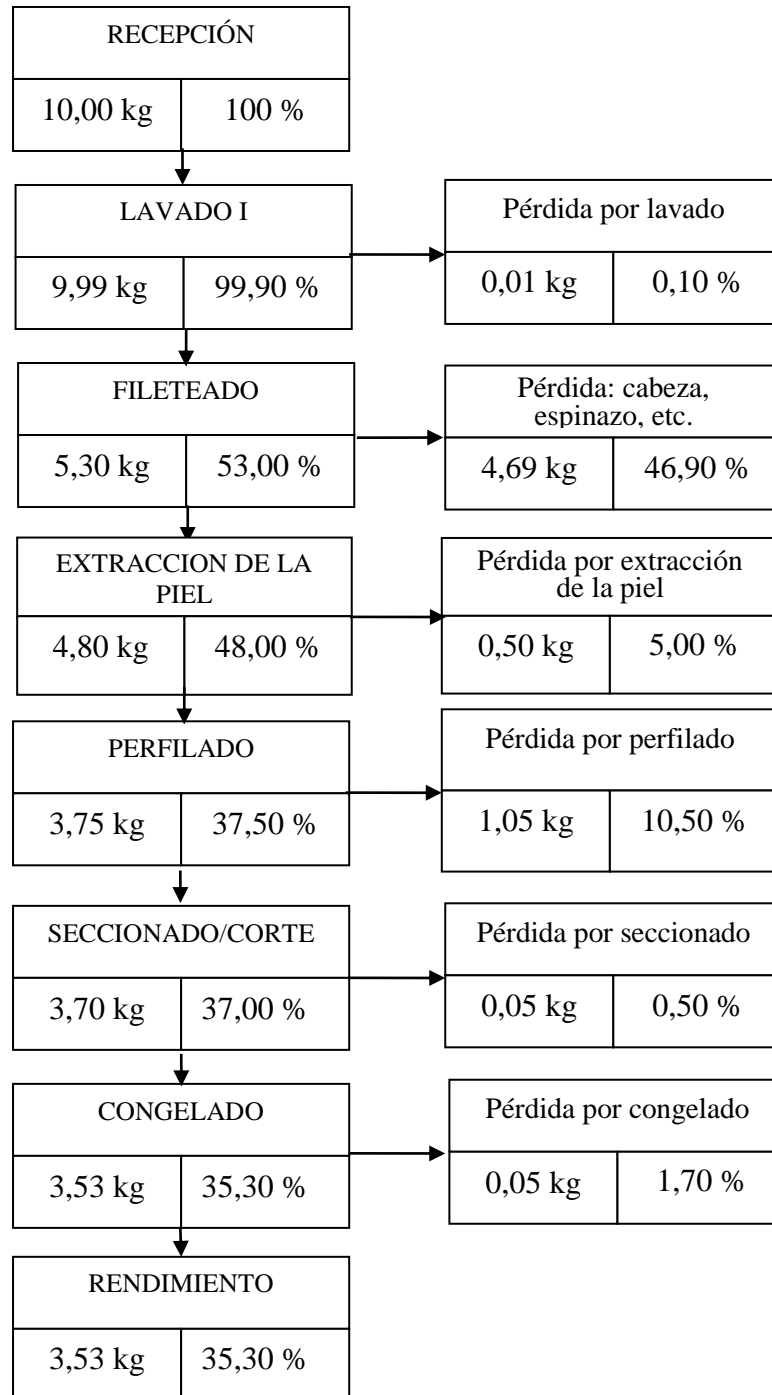 RECEPCIÓN
10,00 kg 100 %
LAVADO I
9,99 kg 99,90 %
Pérdida por lavado
0,01 kg 0,10 %
FILETEADO
5,30 kg 53,00 %
Pérdida: cabeza,
espinazo, etc.
4,69 kg 46,90 %
EXTRACCION DE LA
PIEL
4,80 kg 48,00 %
Pérdida por extracción
de la piel
0,50 kg 5,00 %
PERFILADO
3,75 kg 37,50 %
Pérdida por perfilado
1,05 kg 10,50 %
SECCIONADO/CORTE
3,70 kg 37,00 %
Pérdida por seccionado
0,05 kg 0,50 %
CONGELADO
3,53 kg 35,30 %
Pérdida por congelado
0,05 kg 1,70 %
RENDIMIENTO
3,53 kg 35,30 %